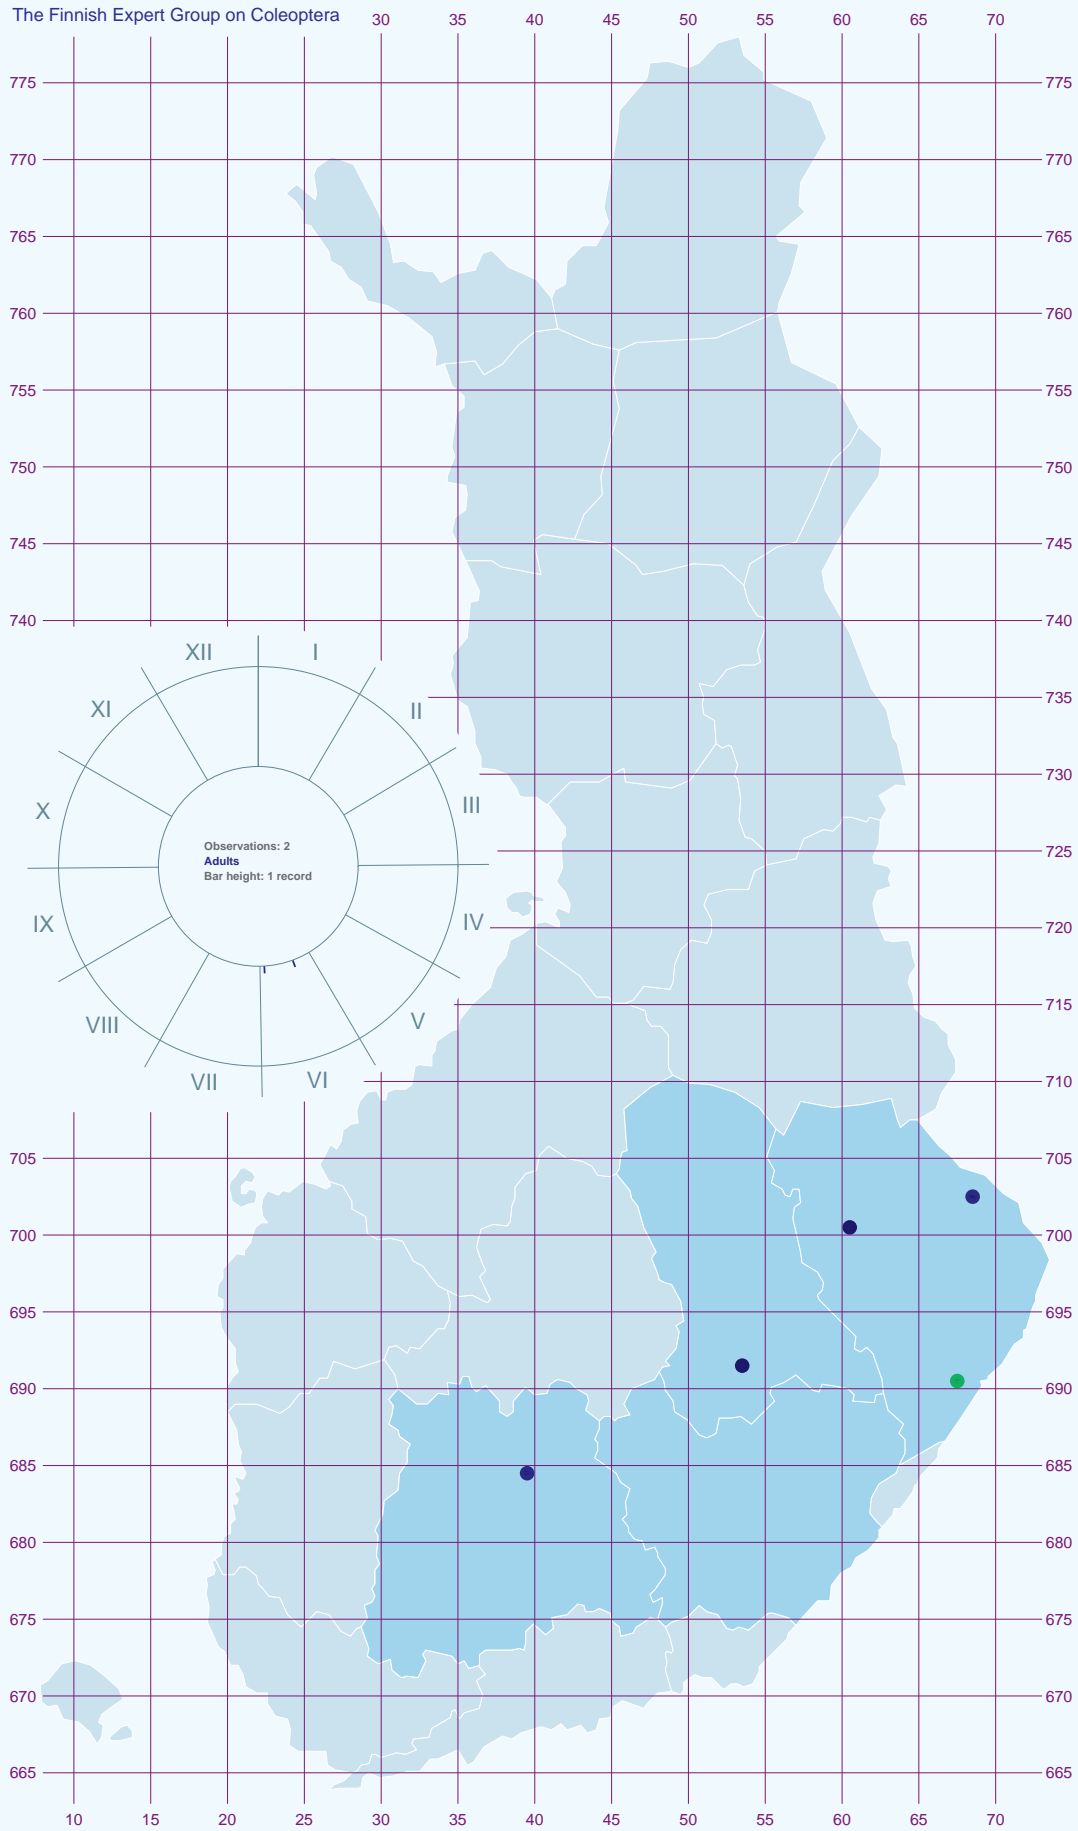 The Finnish Expert Group on Coleoptera
30 35 40 45 50 55 60 65 70
775 775
770 770
765 765
760 760
755 755
750 750
745 745
740 740
XII I
XI II
735
730
X III
725
Observations: 2
Adults
Bar height: 1 record
IX IV
720
715
VIII V
VII VI
710
705 705
700 700
695 695
690 690
685 685
680 680
675 675
670 670
665 665
10 15 20 25 30 35 40 45 50 55 60 65 70